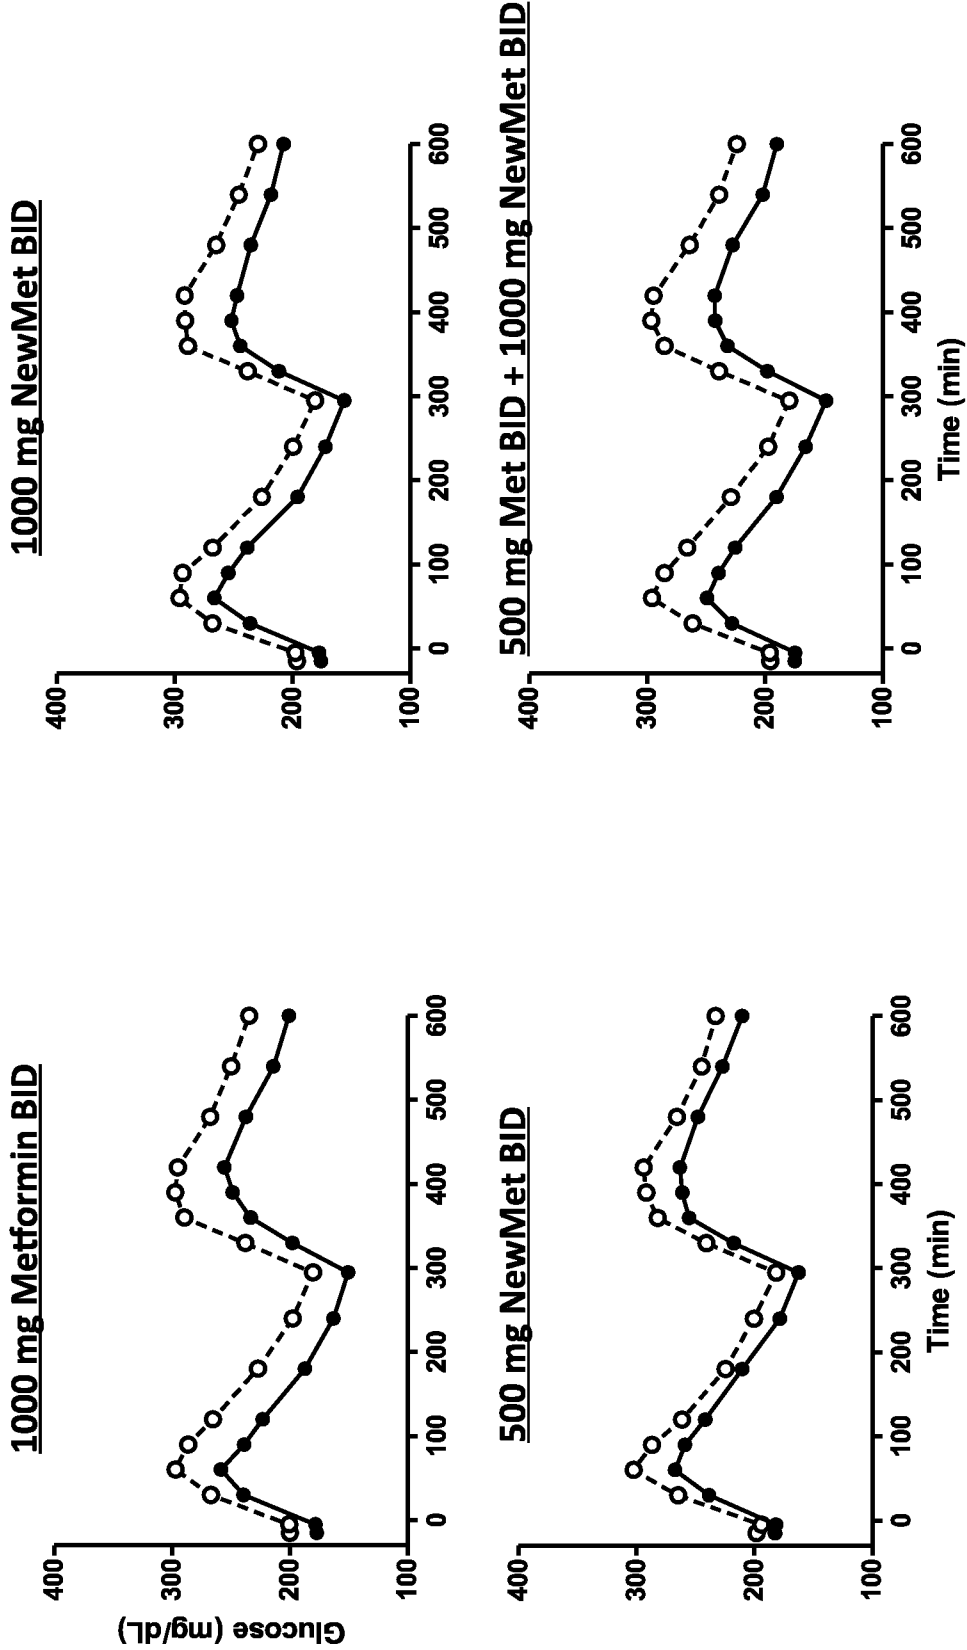 1000 mg Metformin BID
Glucose (mg/dL)
400
300
200
100
0 100 200 300 400 500 600
1000 mg NewMet BID
400
300
200
100
0 100 200 300 400 500 600
500 mg NewMet BID
400
300
200
100
0 100 200 300 400 500 600
Time (min)
500 mg Met BID + 1000 mg NewMet BID
400
300
200
100
0 100 200 300 400 500 600
Time (min)